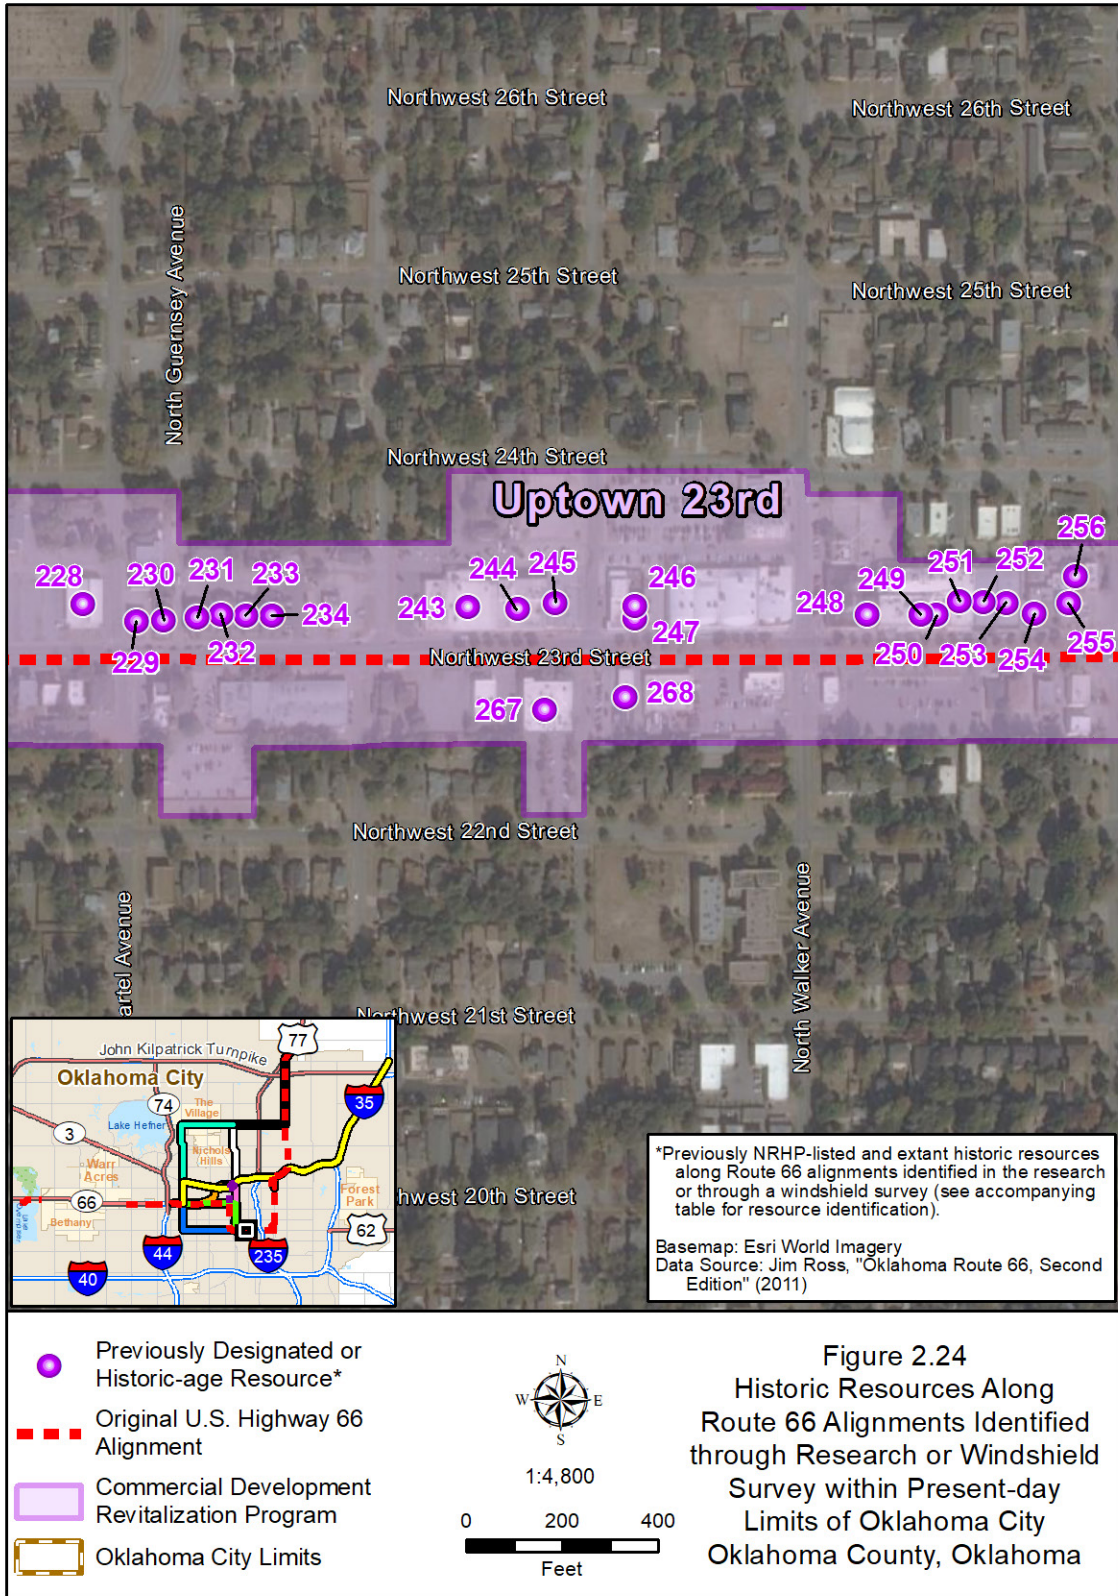 Northwest 26th Street
Northwest 26th Street
North Guernsey Avenue
Northwest 25th Street
Northwest 25th Street
Northwest 24th Street
Uptown 23rd
228
230
231
233
234
229
232
243
244
245
246
247
248
249
251
252
256
250
253
254
255
Northwest 23rd Street
267
268
Northwest 22nd Street
artel Avenue
North Walker Avenue
Northwest 21st Street
hwest 20th Street
77
John Kilpatrick Turnpike
Oklahoma City
74
The
Village
35
Lake Hefner
3
Nichols
Hills
Warr
Acres
66
Bethany
Forest
Park
62
44
235
40
*Previously NRHP-listed and extant historic resources
along Route 66 alignments identified in the research
or through a windshield survey (see accompanying
table for resource identification).
Basemap: Esri World Imagery
Data Source: Jim Ross, "Oklahoma Route 66, Second
Edition" (2011)
Previously Designated or
Historic-age Resource*
Original U.S. Highway 66
Alignment
Commercial Development
Revitalization Program
Oklahoma City Limits
N
W E
S
1:4,800
0 200 400
Feet
Figure 2.24
Historic Resources Along
Route 66 Alignments Identified
through Research or Windshield
Survey within Present-day
Limits of Oklahoma City
Oklahoma County, Oklahoma